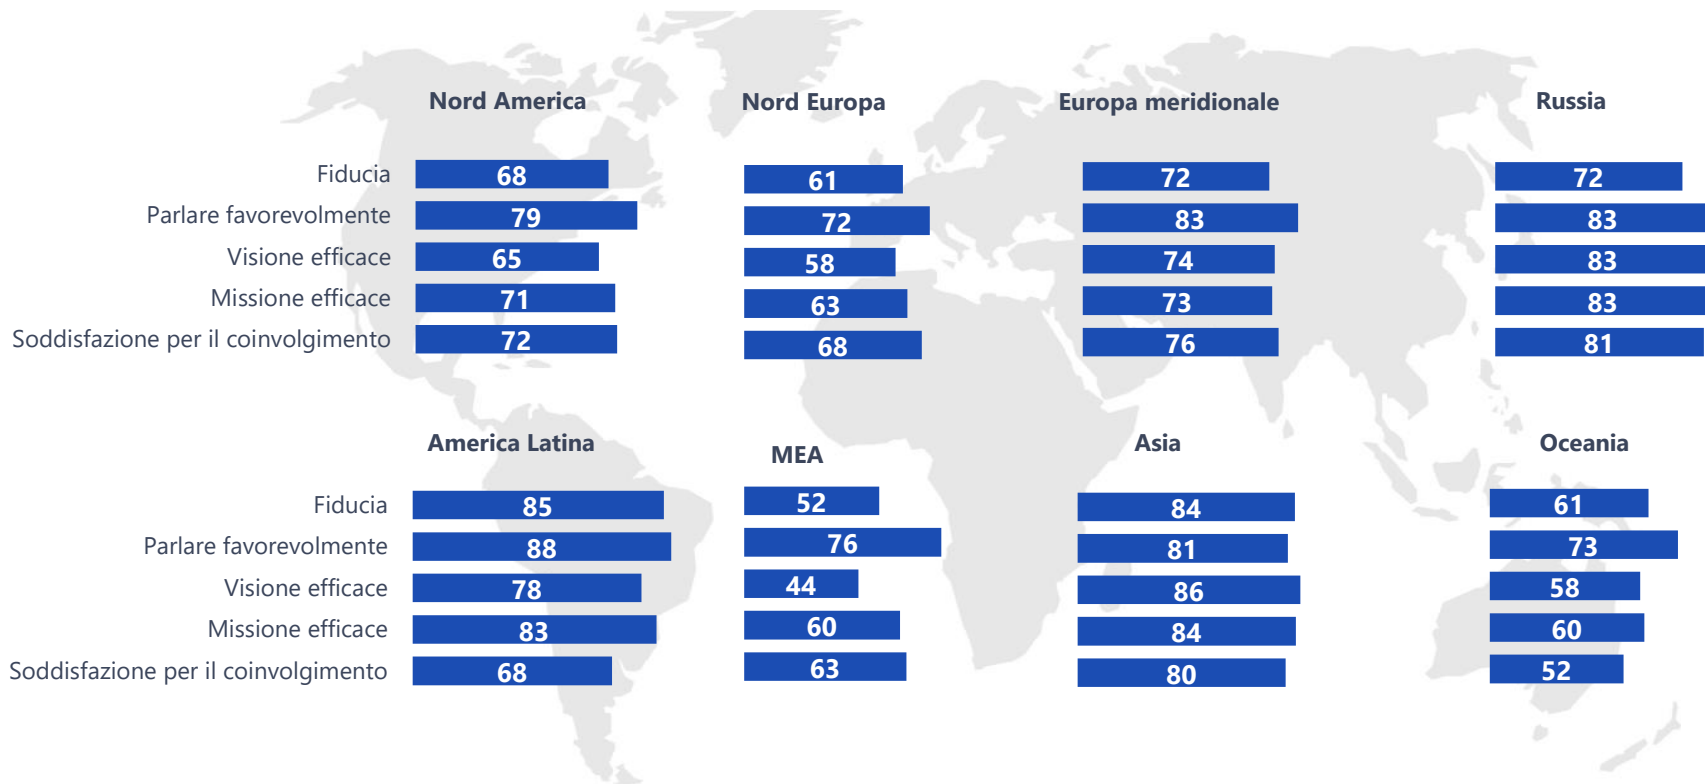 Nord America Nord Europa Europa meridionale Russia
Fiducia 68 61 72 72
Parlare favorevolmente 79 72 83 83
Visione efficace 65 58 74 83
Missione efficace 71 63 73 83
Soddisfazione per il coinvolgimento 72 68 76 81
America Latina MEA Asia Oceania
Fiducia 85 52 84 61
Parlare favorevolmente 88 76 81 73
Visione efficace 78 44 86 58
Missione efficace 83 60 84 60
Soddisfazione per il coinvolgimento 68 63 80 52